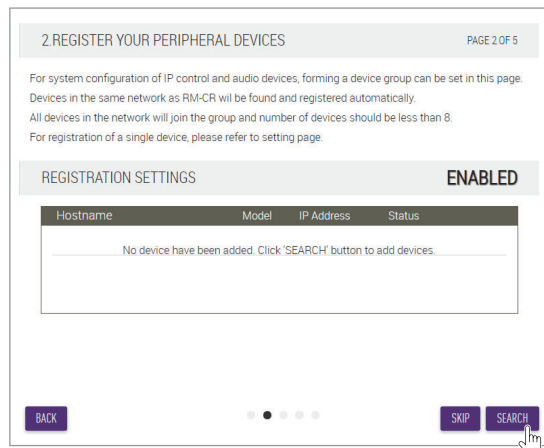 2.REGISTER YOUR PERIPHERAL DEVICES PAGE 2 OF 5
For system configuration of IP control and audio devices, forming a device group can be set in this page.
Devices in the same network as RM-CR wil be found and registered automatically.
All devices in the network will join the group and number of devices should be less than 8.
For registration of a single device, please refer to setting page.
REGISTRATION SETTINGS ENABLED
Hostname Model IP Address Status
No device have been added. Click 'SEARCH' button to add devices.
BACK SKIP SEARCH